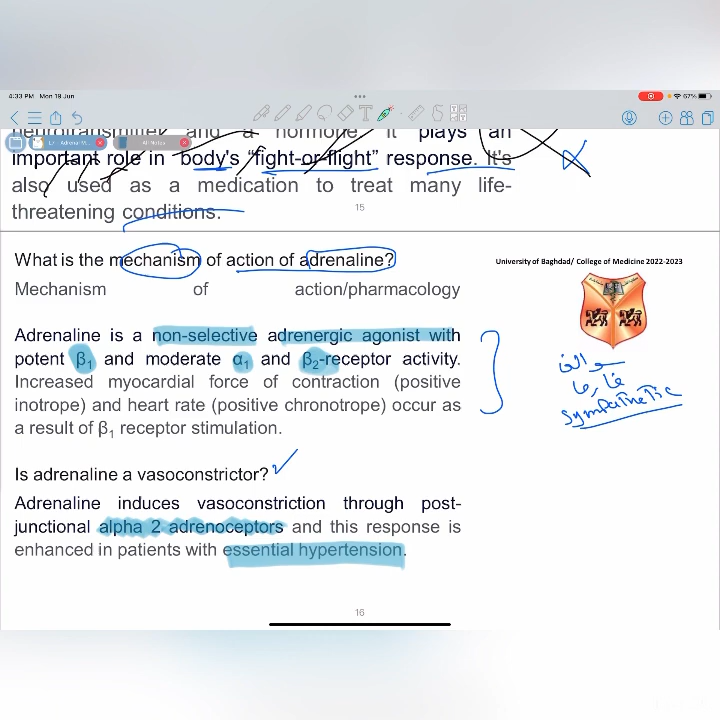 4:33 PM Mon 19 Jun
67%
All Notes
neurotransmitter and a hormone It plays an
important role in body's "fight-or-flight" response. It's
also used as a medication to treat many life-
threatening conditions.
15
What is the mechanism of action of adrenaline?
University of Baghdad/ College of Medicine 2022-2023
Mechanism of action/pharmacology
Adrenaline is a non-selective adrenergic agonist with
potent β1 and moderate α1 and β2-receptor activity.
Increased myocardial force of contraction (positive
inotrope) and heart rate (positive chronotrope) occur as
a result of β1 receptor stimulation.
sympathetic
Is adrenaline a vasoconstrictor?
Adrenaline induces vasoconstriction through post-
junctional alpha 2 adrenoceptors and this response is
enhanced in patients with essential hypertension.
16